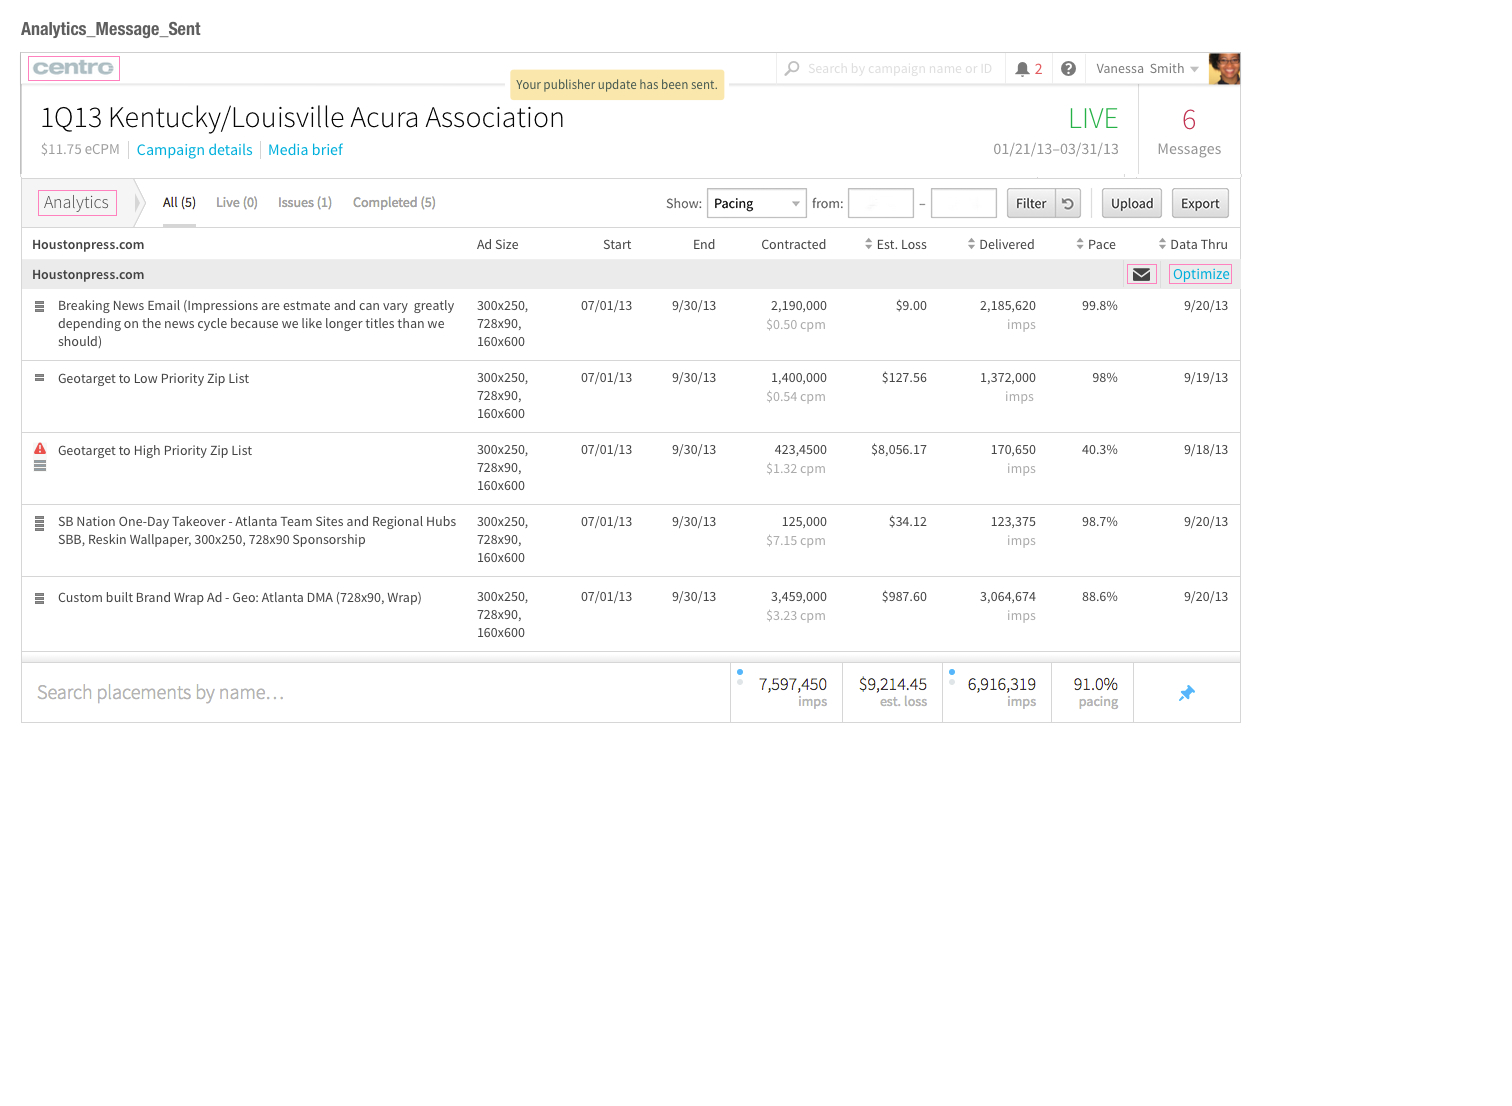 Analytics_Message_Sent
centro
Your publisher update has been sent.
Search by campaign name or ID
2
?
Vanessa Smith
1Q13 Kentucky/Louisville Acura Association
LIVE
6
$11.75 eCPM
Campaign details
Media brief
01/21/13–03/31/13
Messages
Analytics
All (5)
Live (0)
Issues (1)
Completed (5)
Show:
Pacing
from:
–
Filter
Upload
Export
Houstonpress.com Ad Size Start End Contracted Est. Loss Delivered Pace Data Thru
Houstonpress.com
Optimize
Breaking News Email (Impressions are estmate and can vary greatly 300x250, 07/01/13 9/30/13 2,190,000 $9.00 2,185,620 99.8% 9/20/13
depending on the news cycle because we like longer titles than we 728x90, $0.50 cpm imps
should) 160x600
Geotarget to Low Priority Zip List 300x250, 07/01/13 9/30/13 1,400,000 $127.56 1,372,000 98% 9/19/13
728x90, $0.54 cpm imps
160x600
Geotarget to High Priority Zip List 300x250, 07/01/13 9/30/13 423,4500 $8,056.17 170,650 40.3% 9/18/13
728x90, $1.32 cpm imps
160x600
SB Nation One-Day Takeover - Atlanta Team Sites and Regional Hubs 300x250, 07/01/13 9/30/13 125,000 $34.12 123,375 98.7% 9/20/13
SBB, Reskin Wallpaper, 300x250, 728x90 Sponsorship 728x90, $7.15 cpm imps
160x600
Custom built Brand Wrap Ad - Geo: Atlanta DMA (728x90, Wrap) 300x250, 07/01/13 9/30/13 3,459,000 $987.60 3,064,674 88.6% 9/20/13
728x90, $3.23 cpm imps
160x600
Search placements by name...
7,597,450 $9,214.45 6,916,319 91.0%
imps est. loss imps pacing